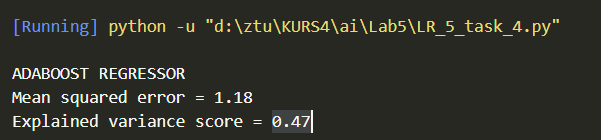 [Running] python -u "d:\ztu\KURS4\ai\Lab5\LR_5_task_4.py"
ADABOOST REGRESSOR
Mean squared error = 1.18
Explained variance score = 0.47